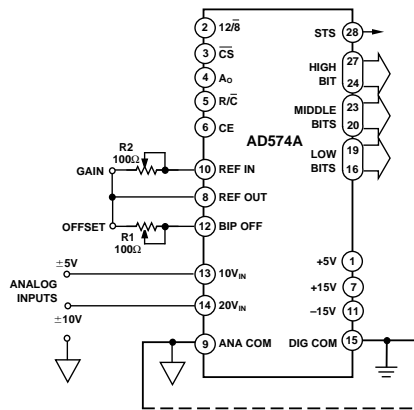 2 12/8̅
3 C̅S̅
4 AO
5 R/C̅
6 CE
R2
100Ω
GAIN
10 REF IN
8 REF OUT
OFFSET
12 BIP OFF
R1
100Ω
±5V
13 10VIN
ANALOG
INPUTS
14 20VIN
±10V
9 ANA COM
AD574A
STS 28
HIGH
BIT
27
24
MIDDLE
BITS
23
20
LOW
BITS
19
16
+5V 1
+15V 7
–15V 11
DIG COM 15